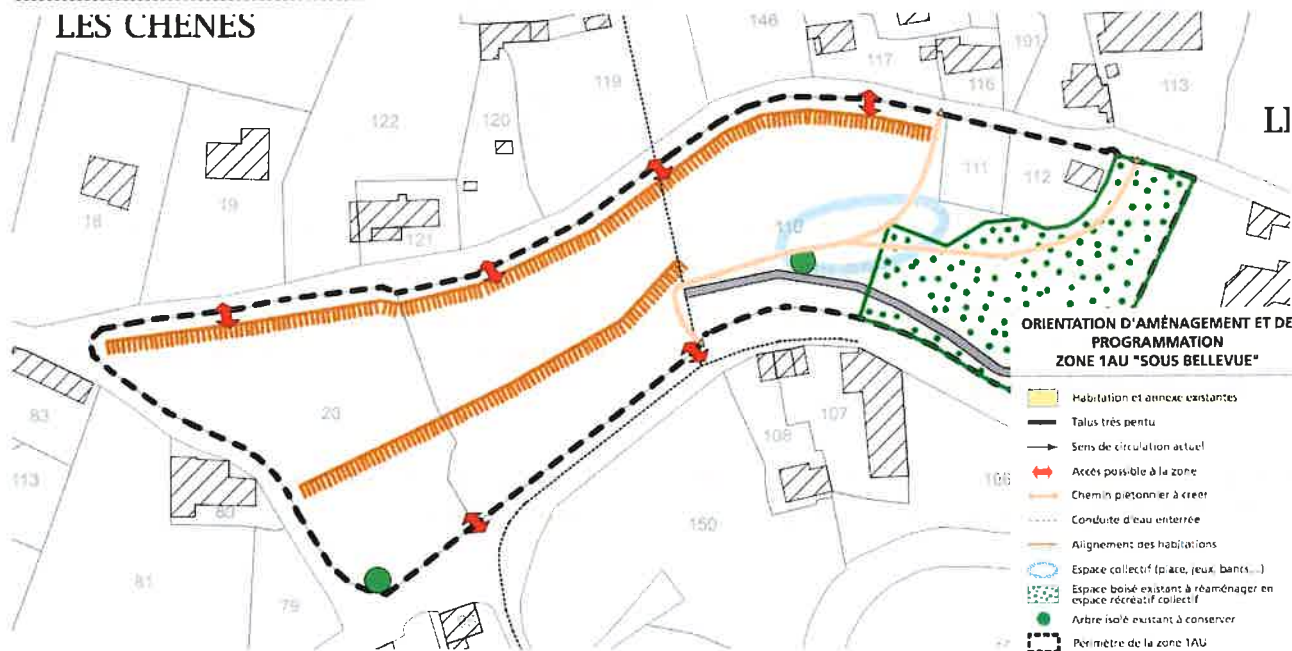 LES CHENES
146
119
117
191
116
113
122
120
LI
111
112
18
19
121
110
20
83
108
107
113
80
106
150
81
79
ORIENTATION D'AMÉNAGEMENT ET DE
PROGRAMMATION
ZONE 1AU "SOUS BELLEVUE"
Habitation et annexe existantes
Talus très pentu
Sens de circulation actuel
Accès possible à la zone
Chemin piétonnier à creer
Conduite d'eau enterrée
Alignement des habitations
Espace collectif (place, jeux, bancs,...)
Espace boisé existant à réaménager en
espace récréatif collectif
Arbre isolé existant à conserver
Périmètre de la zone 1AU